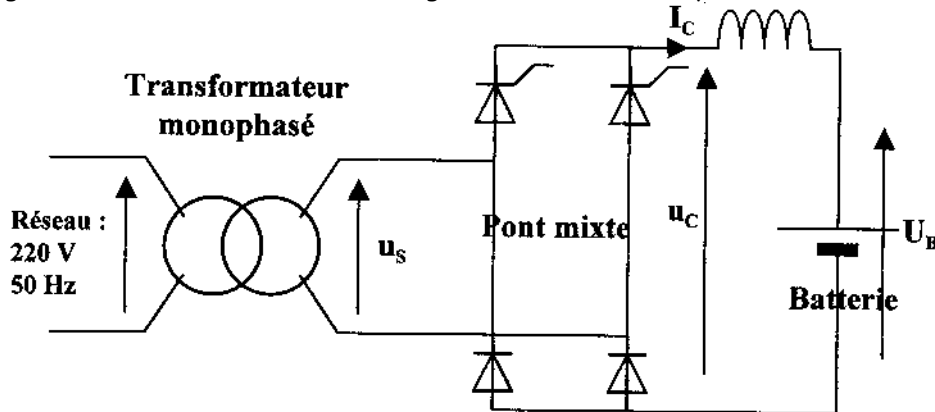 I_C
Transformateur
monophasé
Réseau :
220 V
50 Hz
u_S
Pont mixte
u_C
U_B
Batterie